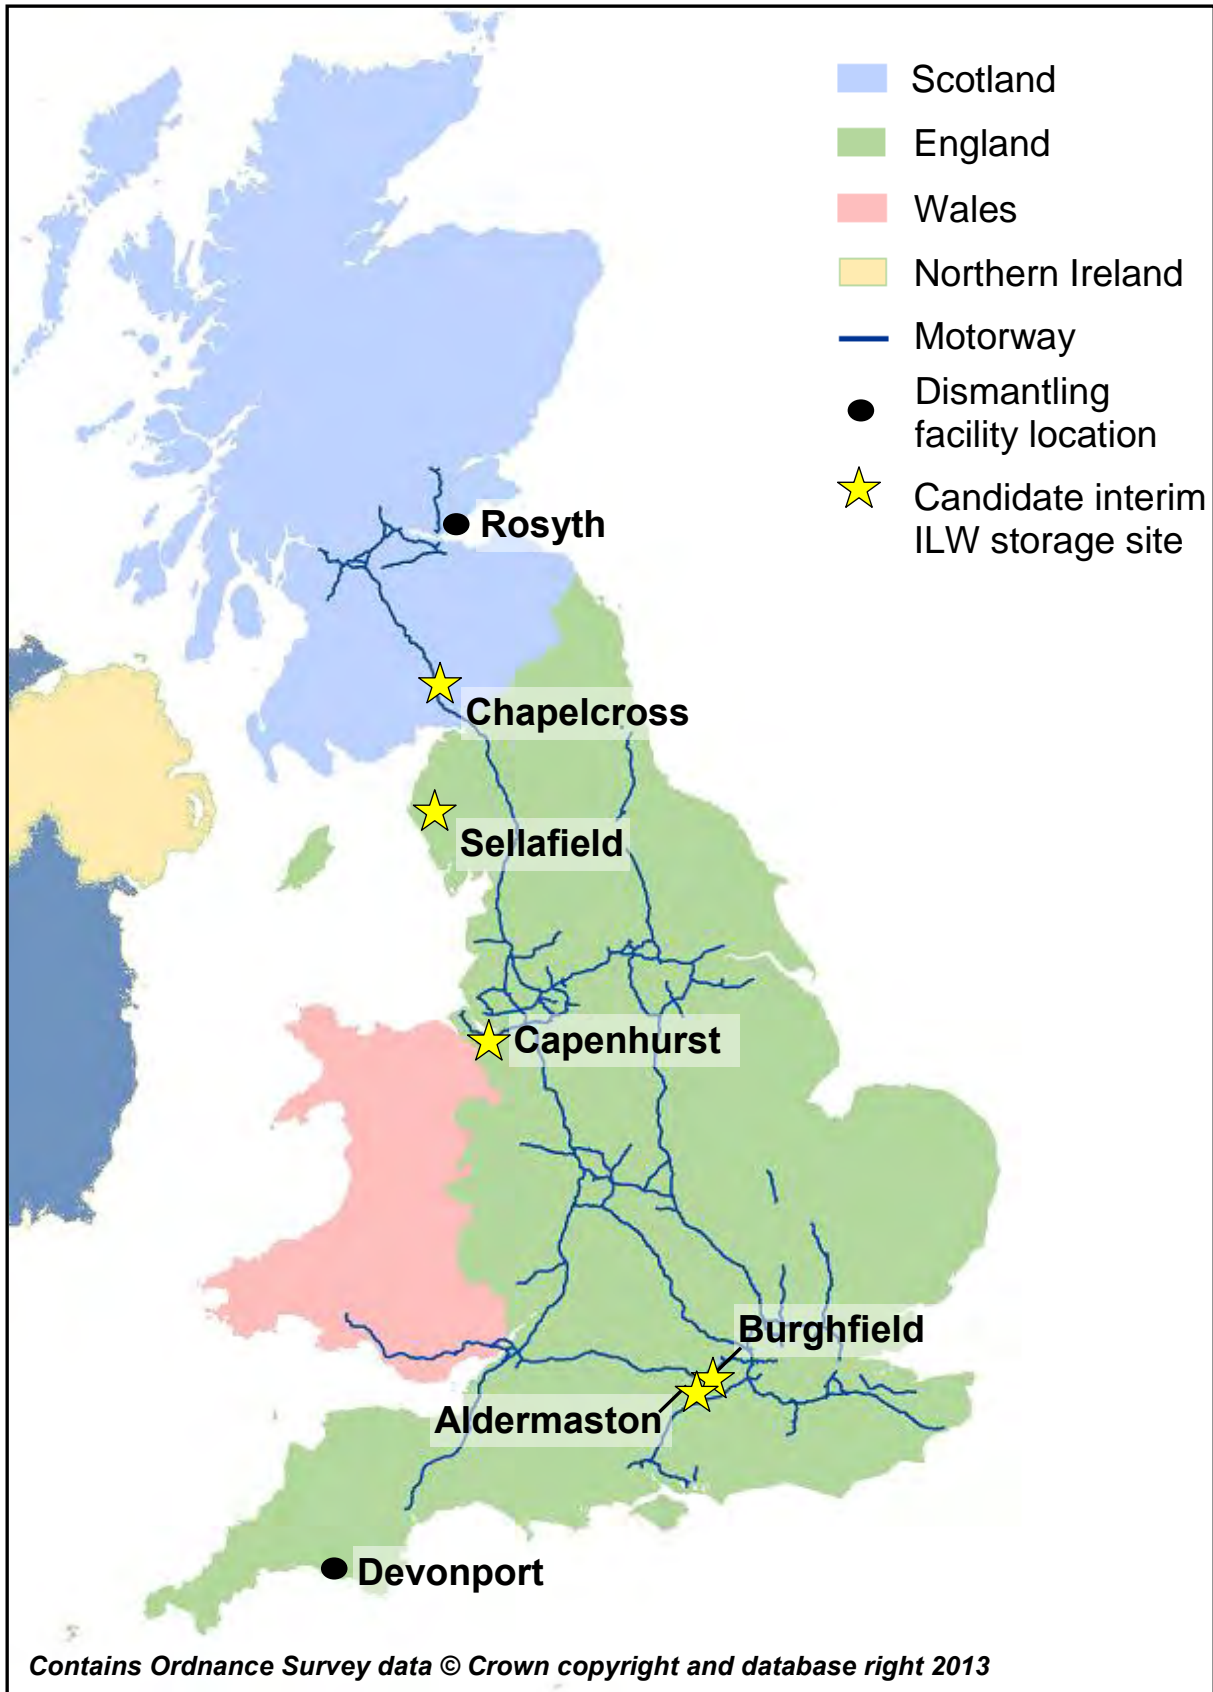 Scotland
England
Wales
Northern Ireland
Motorway
Dismantling
facility location
Candidate interim
ILW storage site
Rosyth
Chapelcross
Sellafield
Capenhurst
Burghfield
Aldermaston
Devonport
Contains Ordnance Survey data © Crown copyright and database right 2013